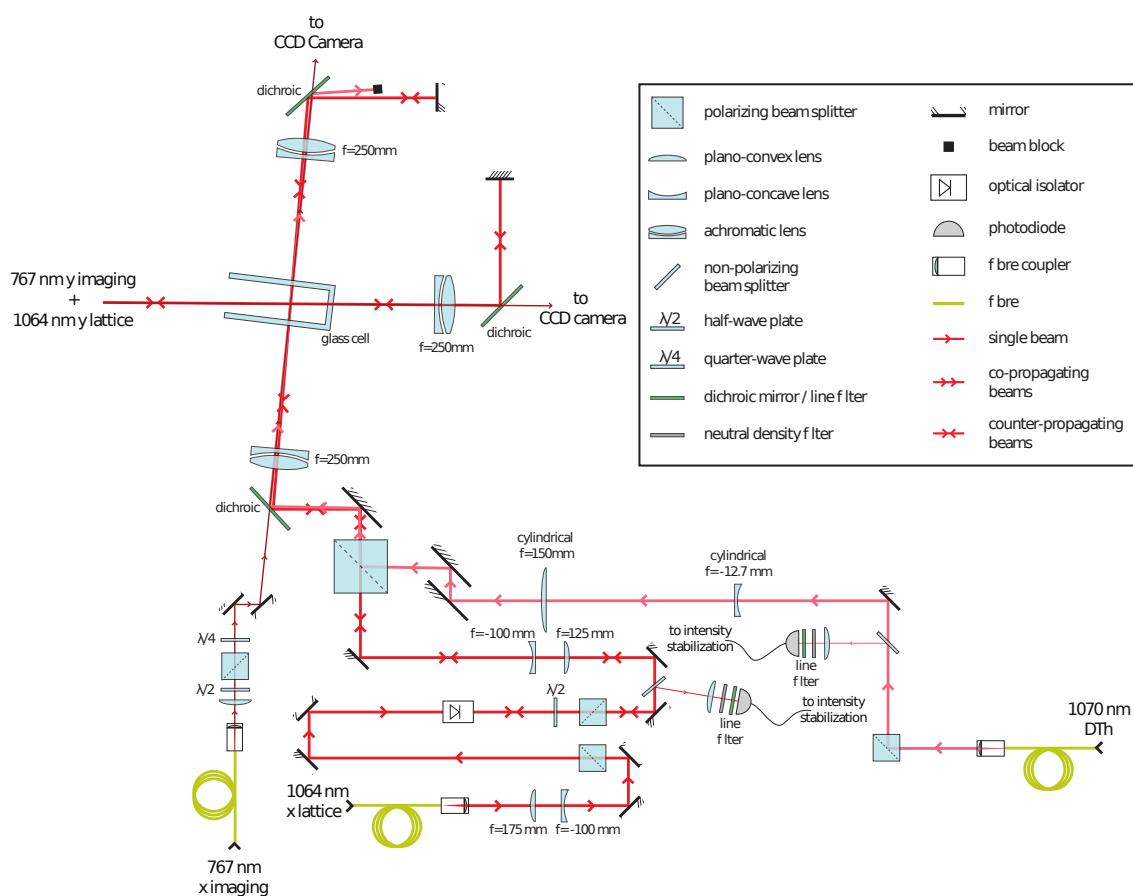 to
CCD Camera
dichroic
f=250mm
767 nm y imaging
+
1064 nm y lattice
glass cell
f=250mm
dichroic
to
CCD camera
f=250mm
dichroic
cylindrical
f=150mm
cylindrical
f=-12.7 mm
λ/4
λ/2
f=-100 mm
f=125mm
to intensity
stabilization
line
f lter
λ/2
line
f lter
to intensity
stabilization
1070 nm
DTh
1064 nm
x lattice
f=175 mm
f=-100mm
767 nm
x imaging
polarizing beam splitter
plano-convex lens
plano-concave lens
achromatic lens
non-polarizing
beam splitter
λ/2
half-wave plate
λ/4
quarter-wave plate
dichroic mirror / line f lter
neutral density f lter
mirror
beam block
optical isolator
photodiode
f bre coupler
f bre
single beam
co-propagating
beams
counter-propagating
beams